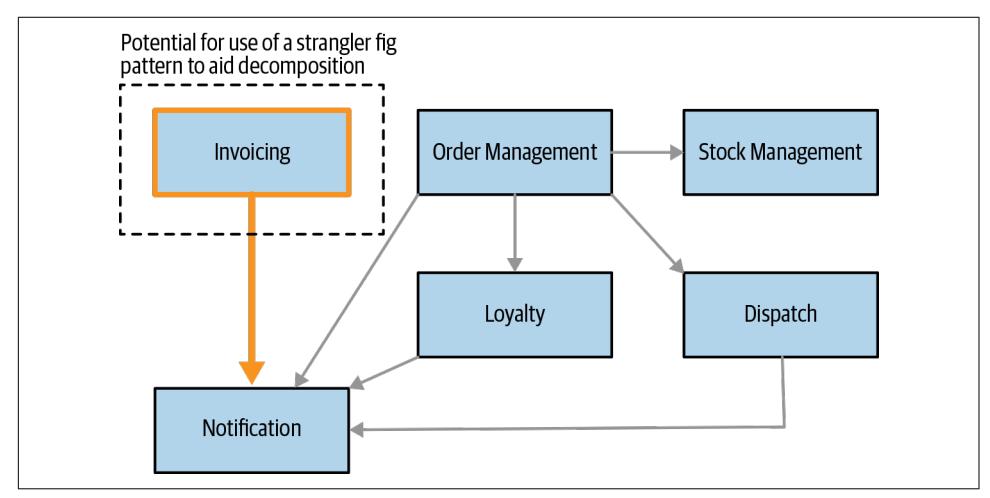 Potential for use of a strangler fig
pattern to aid decomposition
Invoicing
Order Management
Stock Management
Loyalty
Dispatch
Notification